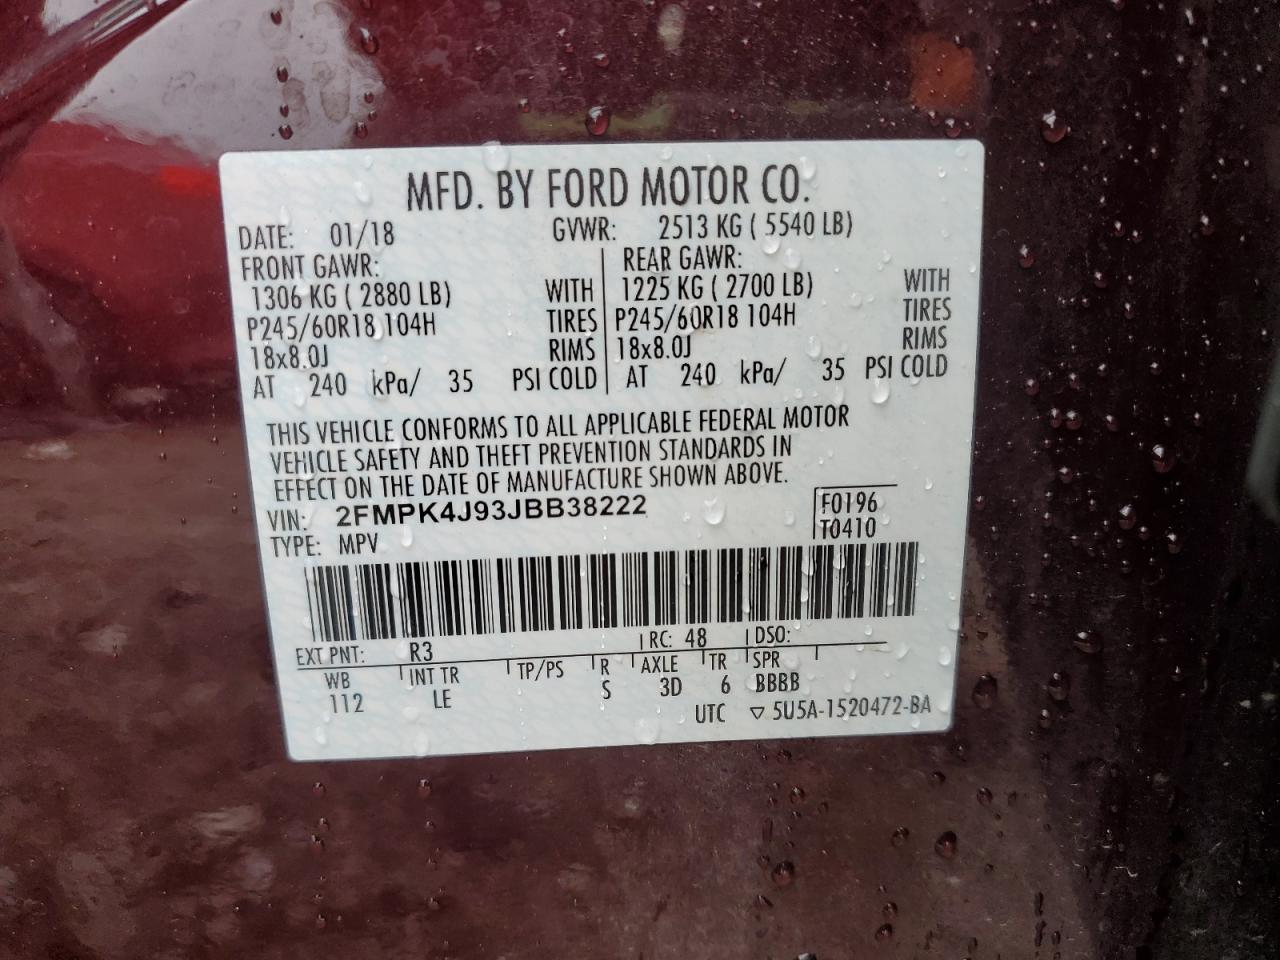 MFD. BY FORD MOTOR CO.
DATE: 01/18 GVWR: 2513 KG ( 5540 LB)
FRONT GAWR: REAR GAWR:
1306 KG ( 2880 LB) WITH 1225 KG ( 2700 LB) WITH
P245/60R18 104H TIRES P245/60R18 104H TIRES
18x8.0J RIMS 18x8.0J RIMS
AT 240 kPa/ 35 PSI COLD AT 240 kPa/ 35 PSI COLD
THIS VEHICLE CONFORMS TO ALL APPLICABLE FEDERAL MOTOR
VEHICLE SAFETY AND THEFT PREVENTION STANDARDS IN
EFFECT ON THE DATE OF MANUFACTURE SHOWN ABOVE.
VIN: 2FMPK4J93JBB38222 F0196
TYPE: MPV T0410
EXT PNT: R3 RC: 48 DSO:
WB INT TR TP/PS R AXLE TR SPR
112 LE S 3D 6 BBBB
UTC ▽ 5U5A-1520472-BA